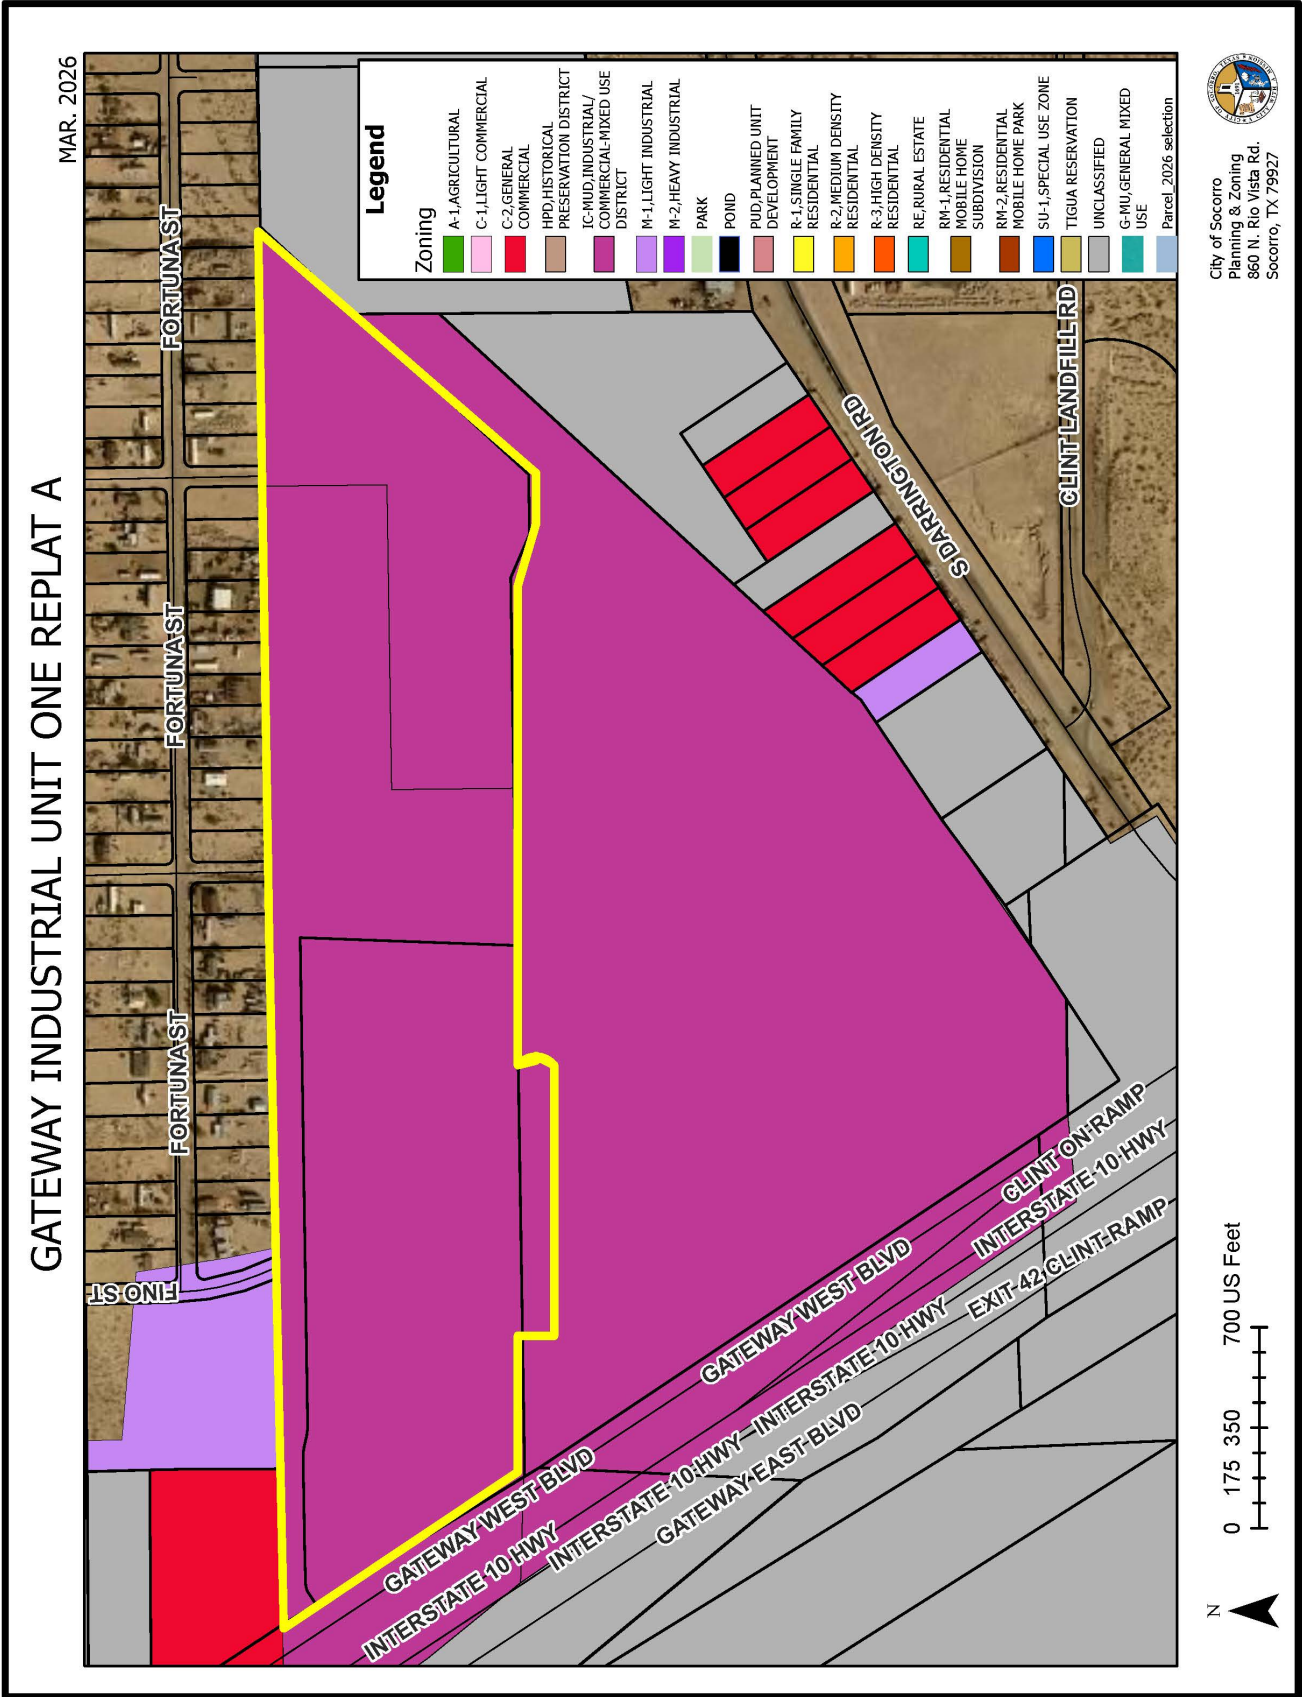 GATEWAY INDUSTRIAL UNIT ONE REPLAT A
MAR. 2026
FINO ST
FORTUNA ST
FORTUNA ST
FORTUNA ST
GATEWAY WEST BLVD
INTERSTATE 10 HWY
INTERSTATE 10 HWY
GATEWAY EAST BLVD
GATEWAY WEST BLVD
INTERSTATE 10 HWY
EXIT 42 CLINT RAMP
INTERSTATE 10 HWY
CLINT ON RAMP
S DARRINGTON RD
CLINT LANDFILL RD
Legend
Zoning
A-1,AGRICULTURAL
C-1,LIGHT COMMERCIAL
C-2,GENERAL
COMMERCIAL
HPD,HISTORICAL
PRESERVATION DISTRICT
IC-MUD,INDUSTRIAL/
COMMERCIAL-MIXED USE
DISTRICT
M-1,LIGHT INDUSTRIAL
M-2,HEAVY INDUSTRIAL
PARK
POND
PUD,PLANNED UNIT
DEVELOPMENT
R-1,SINGLE FAMILY
RESIDENTIAL
R-2,MEDIUM DENSITY
RESIDENTIAL
R-3,HIGH DENSITY
RESIDENTIAL
RE,RURAL ESTATE
RM-1,RESIDENTIAL
MOBILE HOME
SUBDIVISION
RM-2,RESIDENTIAL
MOBILE HOME PARK
SU-1,SPECIAL USE ZONE
TIGUA RESERVATION
UNCLASSIFIED
G-MU,GENERAL MIXED
USE
Parcel_2026 selection
N
0 175 350 700 US Feet
City of Socorro
Planning & Zoning
860 N. Rio Vista Rd.
Socorro, TX 79927